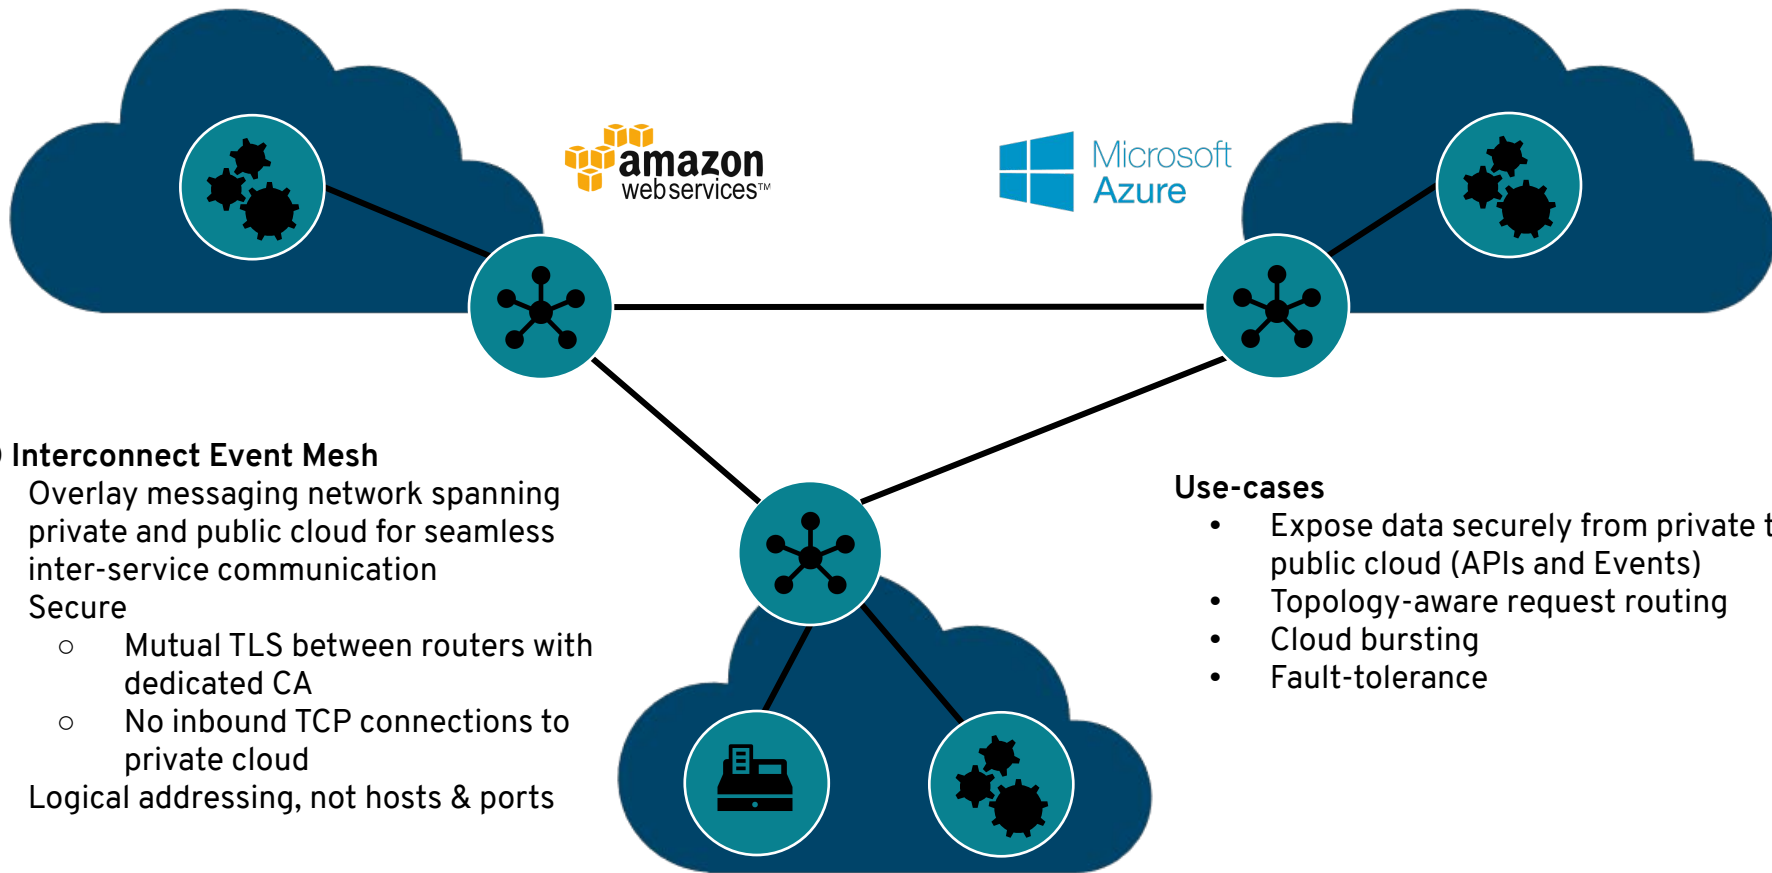 amazon
webservices™
Microsoft
Azure
Interconnect Event Mesh
Overlay messaging network spanning
private and public cloud for seamless
inter-service communication
Secure
○ Mutual TLS between routers with
dedicated CA
○ No inbound TCP connections to
private cloud
Logical addressing, not hosts & ports
Use-cases
• Expose data securely from private
public cloud (APIs and Events)
• Topology-aware request routing
• Cloud bursting
• Fault-tolerance